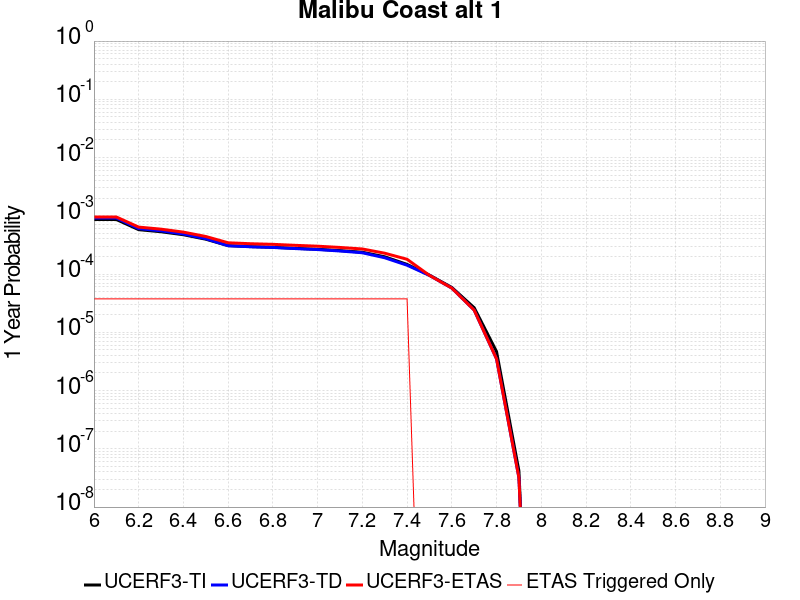 Malibu Coast alt 1
10^0
10^-1
10^-2
10^-3
10^-4
10^-5
10^-6
10^-7
10^-8
1 Year Probability
6 6.2 6.4 6.6 6.8 7 7.2 7.4 7.6 7.8 8 8.2 8.4 8.6 8.8 9
Magnitude
UCERF3-TI UCERF3-TD UCERF3-ETAS ETAS Triggered Only